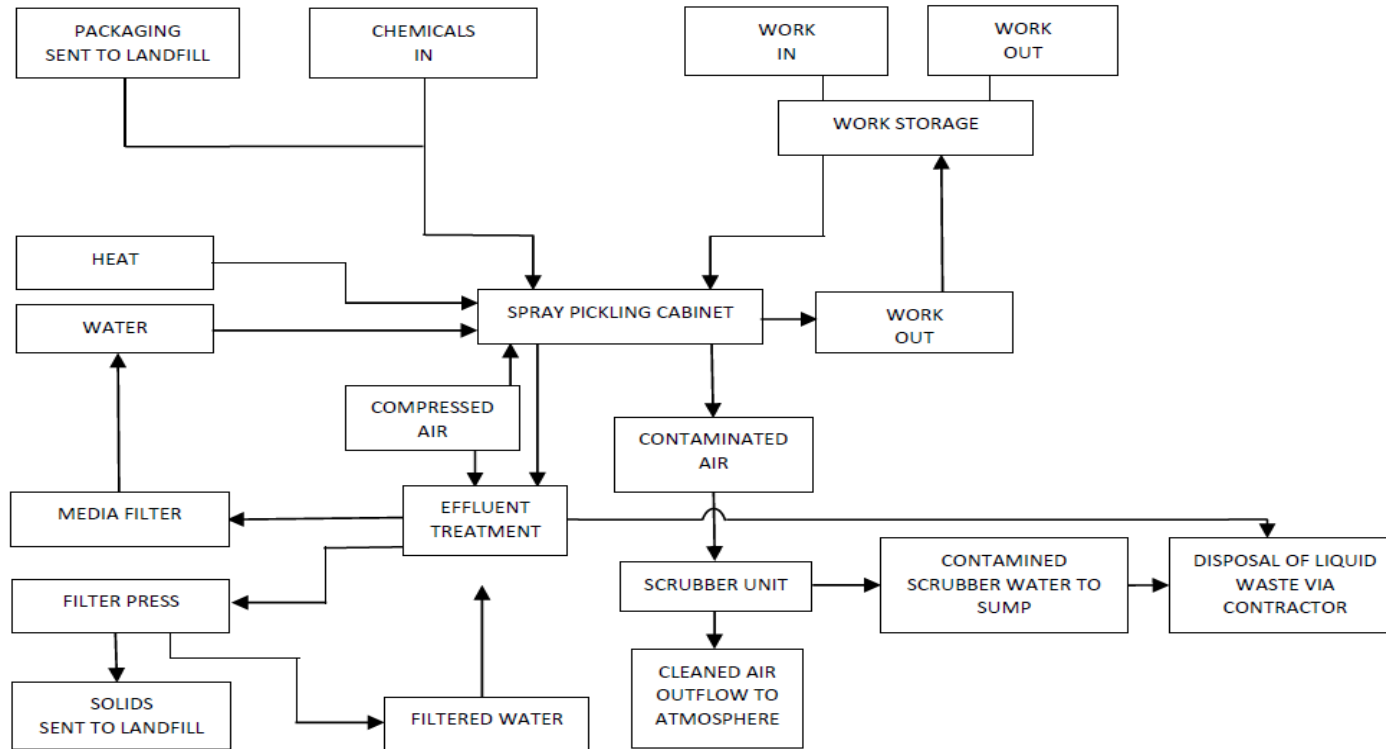 PACKAGING
SENT TO LANDFILL
CHEMICALS
IN
WORK
IN
WORK
OUT
WORK STORAGE
HEAT
WATER
SPRAY PICKLING CABINET
WORK
OUT
COMPRESSED
AIR
CONTAMINATED
AIR
MEDIA FILTER
EFFLUENT
TREATMENT
FILTER PRESS
SCRUBBER UNIT
CONTAMINED
SCRUBBER WATER TO
SUMP
DISPOSAL OF LIQUID
WASTE VIA
CONTRACTOR
SOLIDS
SENT TO LANDFILL
FILTERED WATER
CLEANED AIR
OUTFLOW TO
ATMOSPHERE